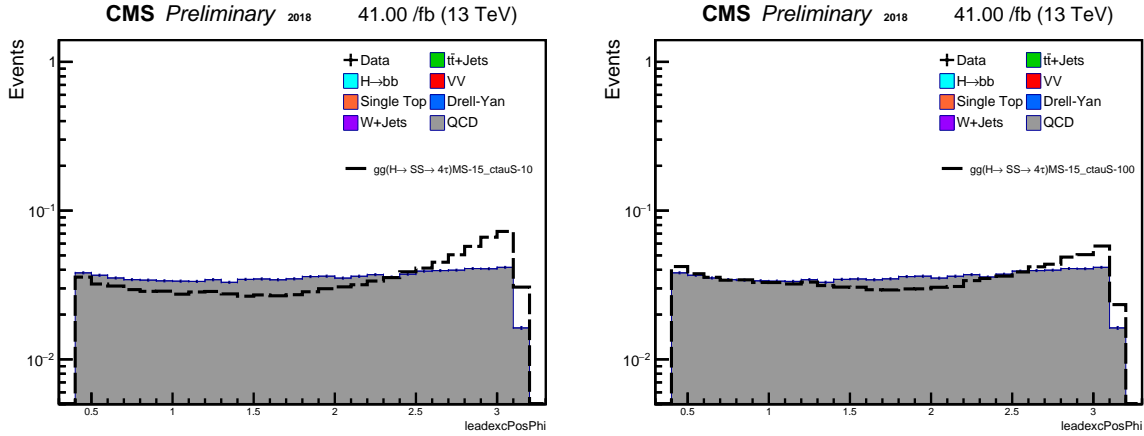 CMS Preliminary 2018 41.00 /fb (13 TeV)
Events
1
10⁻¹
10⁻²
Data
tt̄+Jets
H→bb
VV
Single Top
Drell-Yan
W+Jets
QCD
gg(H→ SS→ 4τ)MS-15_ctauS-10
0.5 1 1.5 2 2.5 3
leadexcPosPhi
CMS Preliminary 2018 41.00 /fb (13 TeV)
Events
1
10⁻¹
10⁻²
Data
tt̄+Jets
H→bb
VV
Single Top
Drell-Yan
W+Jets
QCD
gg(H→ SS→ 4τ)MS-15_ctauS-100
0.5 1 1.5 2 2.5 3
leadexcPosPhi